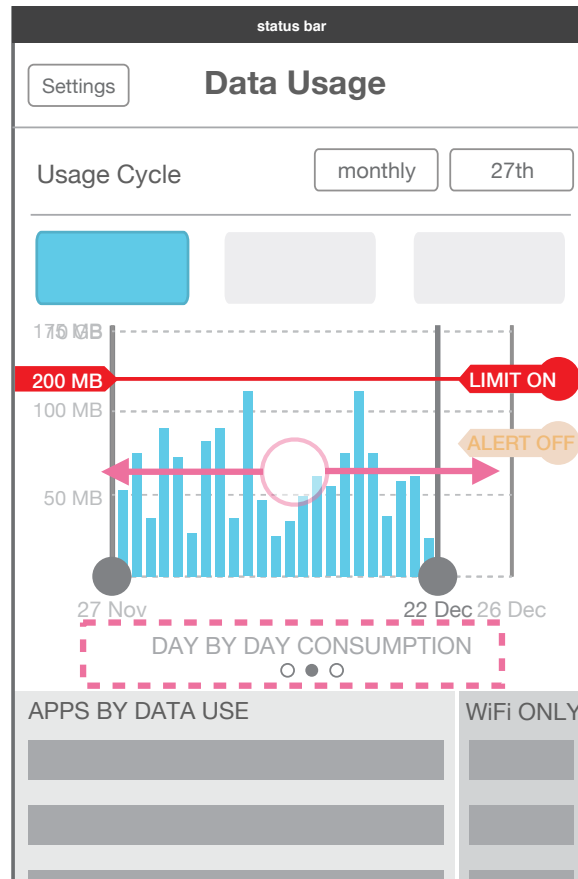 status bar
Settings
Data Usage
Usage Cycle
monthly
27th
200 MB
LIMIT ON
100 MB
ALERT OFF
50 MB
27 Nov
22 Dec
26 Dec
DAY BY DAY CONSUMPTION
APPS BY DATA USE
WiFi ONLY